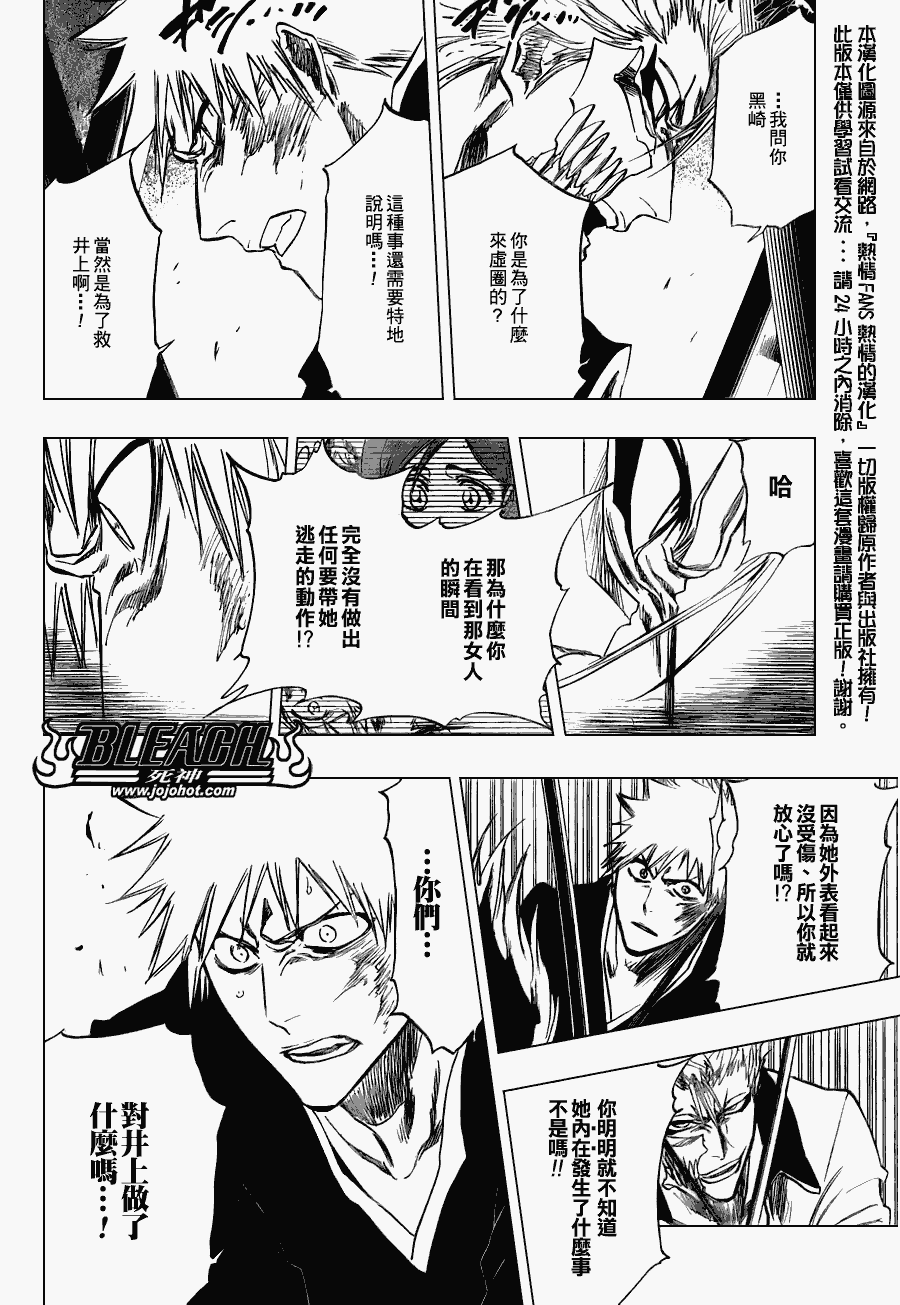 本漢化圖源來自於網路，『熱情FANS熱情的漢化』一切版權歸原作者與出版社擁有！
此版本僅供學習試看交流… 請24小時之內消除，喜歡這套漫畫請購買正版！謝謝。
…我問你
黑崎
你是為了什麼
來虛圈的？
這種事還需要特地
說明嗎…！
當然是為了救
井上啊…！
哈
那為什麼你
在看到那女人
的瞬間
完全沒有做出
任何要帶她
逃走的動作!?
BLEACH
死神
www.jojohot.com
因為她外表看起來
沒受傷、所以你就
放心了嗎!?
你明明就不知道
她內在發生了什麼事
不是嗎!!
…你們…
對井上做了
什麼嗎…！